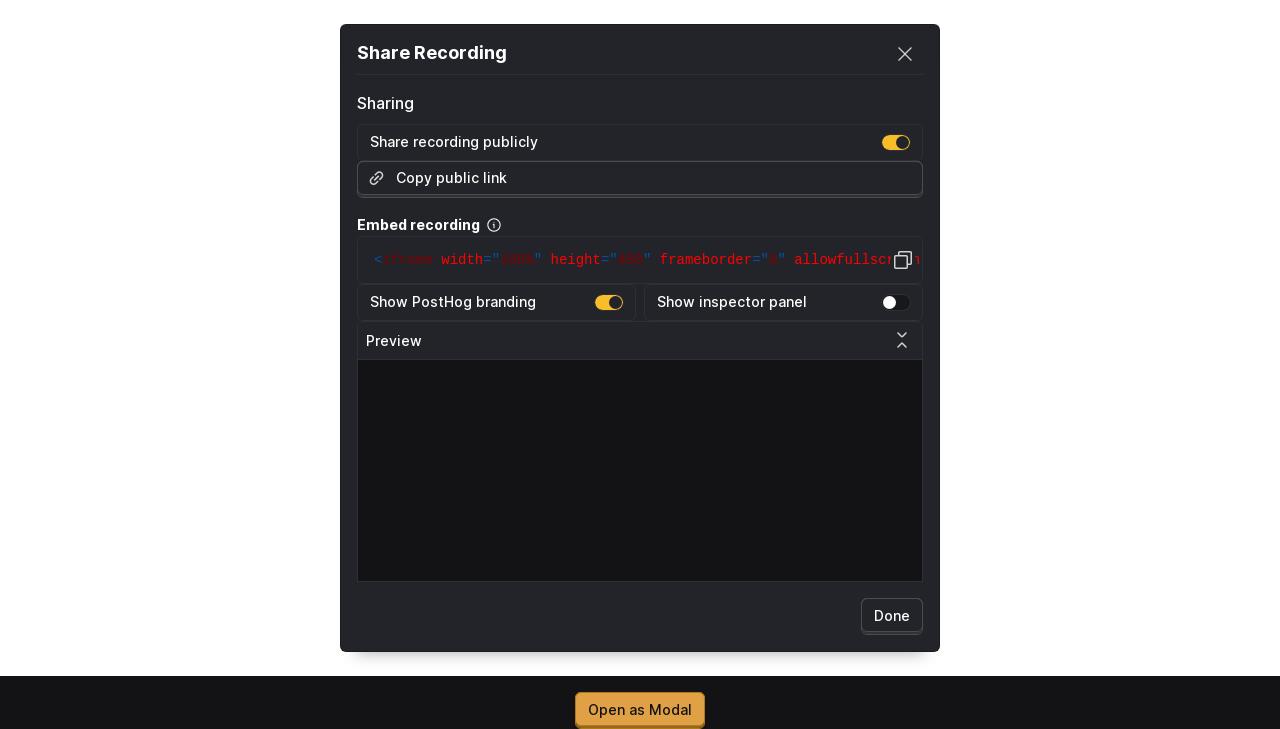 Share Recording
Sharing
Share recording publicly
Copy public link
Embed recording
<iframe width="100%" height="450" frameborder="0" allowfullscr
Show PostHog branding
Show inspector panel
Preview
Done
Open as Modal